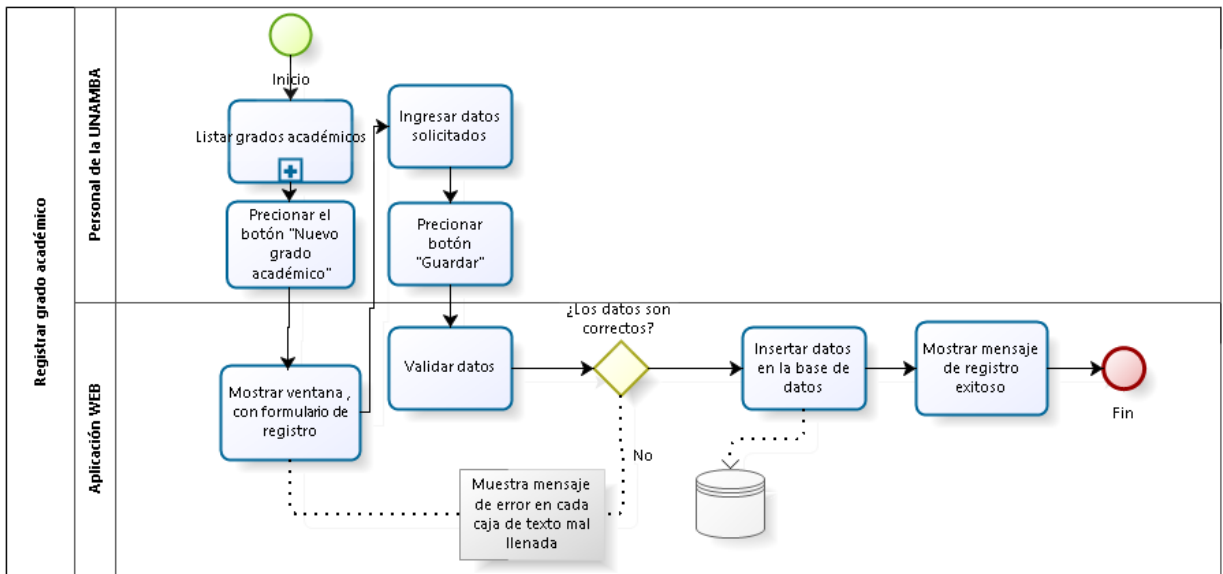 Registrar grado académico
Personal de la UNAMBA
Inicio
Listar grados académicos
Precionar el
botón "Nuevo
grado
académico"
Ingresar datos
solicitados
Precionar
botón
"Guardar"
Aplicación WEB
Mostrar ventana ,
con formulario de
registro
Validar datos
¿Los datos son
correctos?
No
Muestra mensaje
de error en cada
caja de texto mal
llenada
Insertar datos
en la base de
datos
Mostrar mensaje
de registro
exitoso
Fin